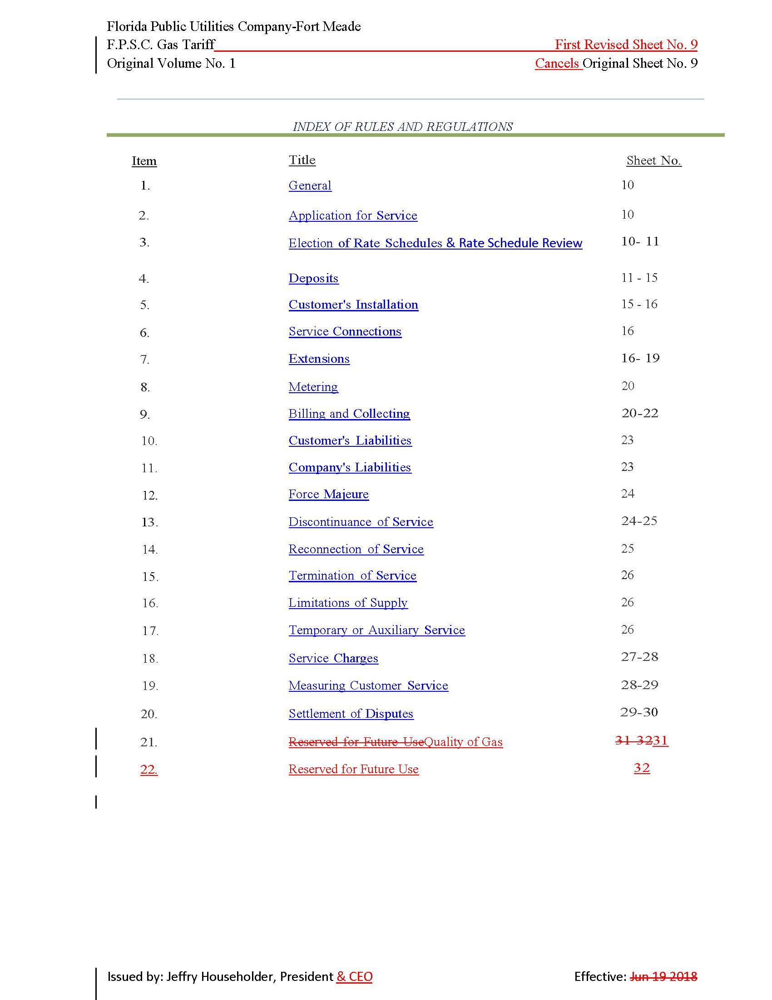 Florida Public Utilities Company-Fort Meade
F.P.S.C. Gas Tariff First Revised Sheet No. 9
Original Volume No. 1 Cancels Original Sheet No. 9
INDEX OF RULES AND REGULATIONS
Item Title Sheet No.
1. General 10
2. Application for Service 10
3. Election of Rate Schedules & Rate Schedule Review 10- 11
4. Deposits 11 - 15
5. Customer's Installation 15 - 16
6. Service Connections 16
7. Extensions 16- 19
8. Metering 20
9. Billing and Collecting 20-22
10. Customer's Liabilities 23
11. Company's Liabilities 23
12. Force Majeure 24
13. Discontinuance of Service 24-25
14. Reconnection of Service 25
15. Termination of Service 26
16. Limitations of Supply 26
17. Temporary or Auxiliary Service 26
18. Service Charges 27-28
19. Measuring Customer Service 28-29
20. Settlement of Disputes 29-30
21. Reserved for Future UseQuality of Gas 31-3231
22. Reserved for Future Use 32
Issued by: Jeffry Householder, President & CEO Effective: Jun 19 2018